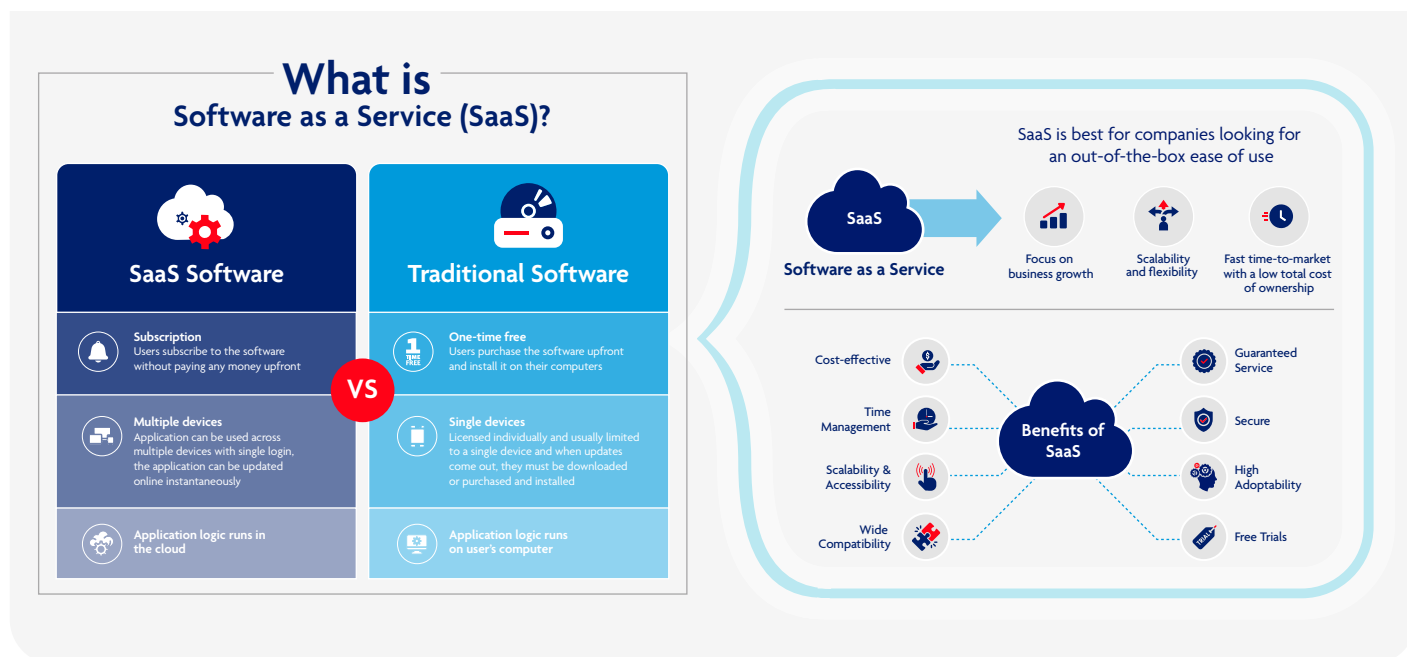 What is
Software as a Service (SaaS)?
SaaS Software
Subscription
Users subscribe to the software
without paying any money upfront
Multiple devices
Application can be used across
multiple devices with single login,
the application can be updated
online instantaneously
Application logic runs in
the cloud
VS
Traditional Software
1
TIME
FREE
One-time free
Users purchase the software upfront
and install it on their computers
Single devices
Licensed individually and usually limited
to a single device and when updates
come out, they must be downloaded
or purchased and installed
Application logic runs
on user's computer
SaaS is best for companies looking for
an out-of-the-box ease of use
SaaS
Software as a Service
Focus on
business growth
Scalability
and flexibility
Fast time-to-market
with a low total cost
of ownership
Benefits of
SaaS
Cost-effective
Time
Management
Scalability &
Accessibility
Wide
Compatibility
Guaranteed
Service
Secure
High
Adoptability
TRIAL
Free Trials